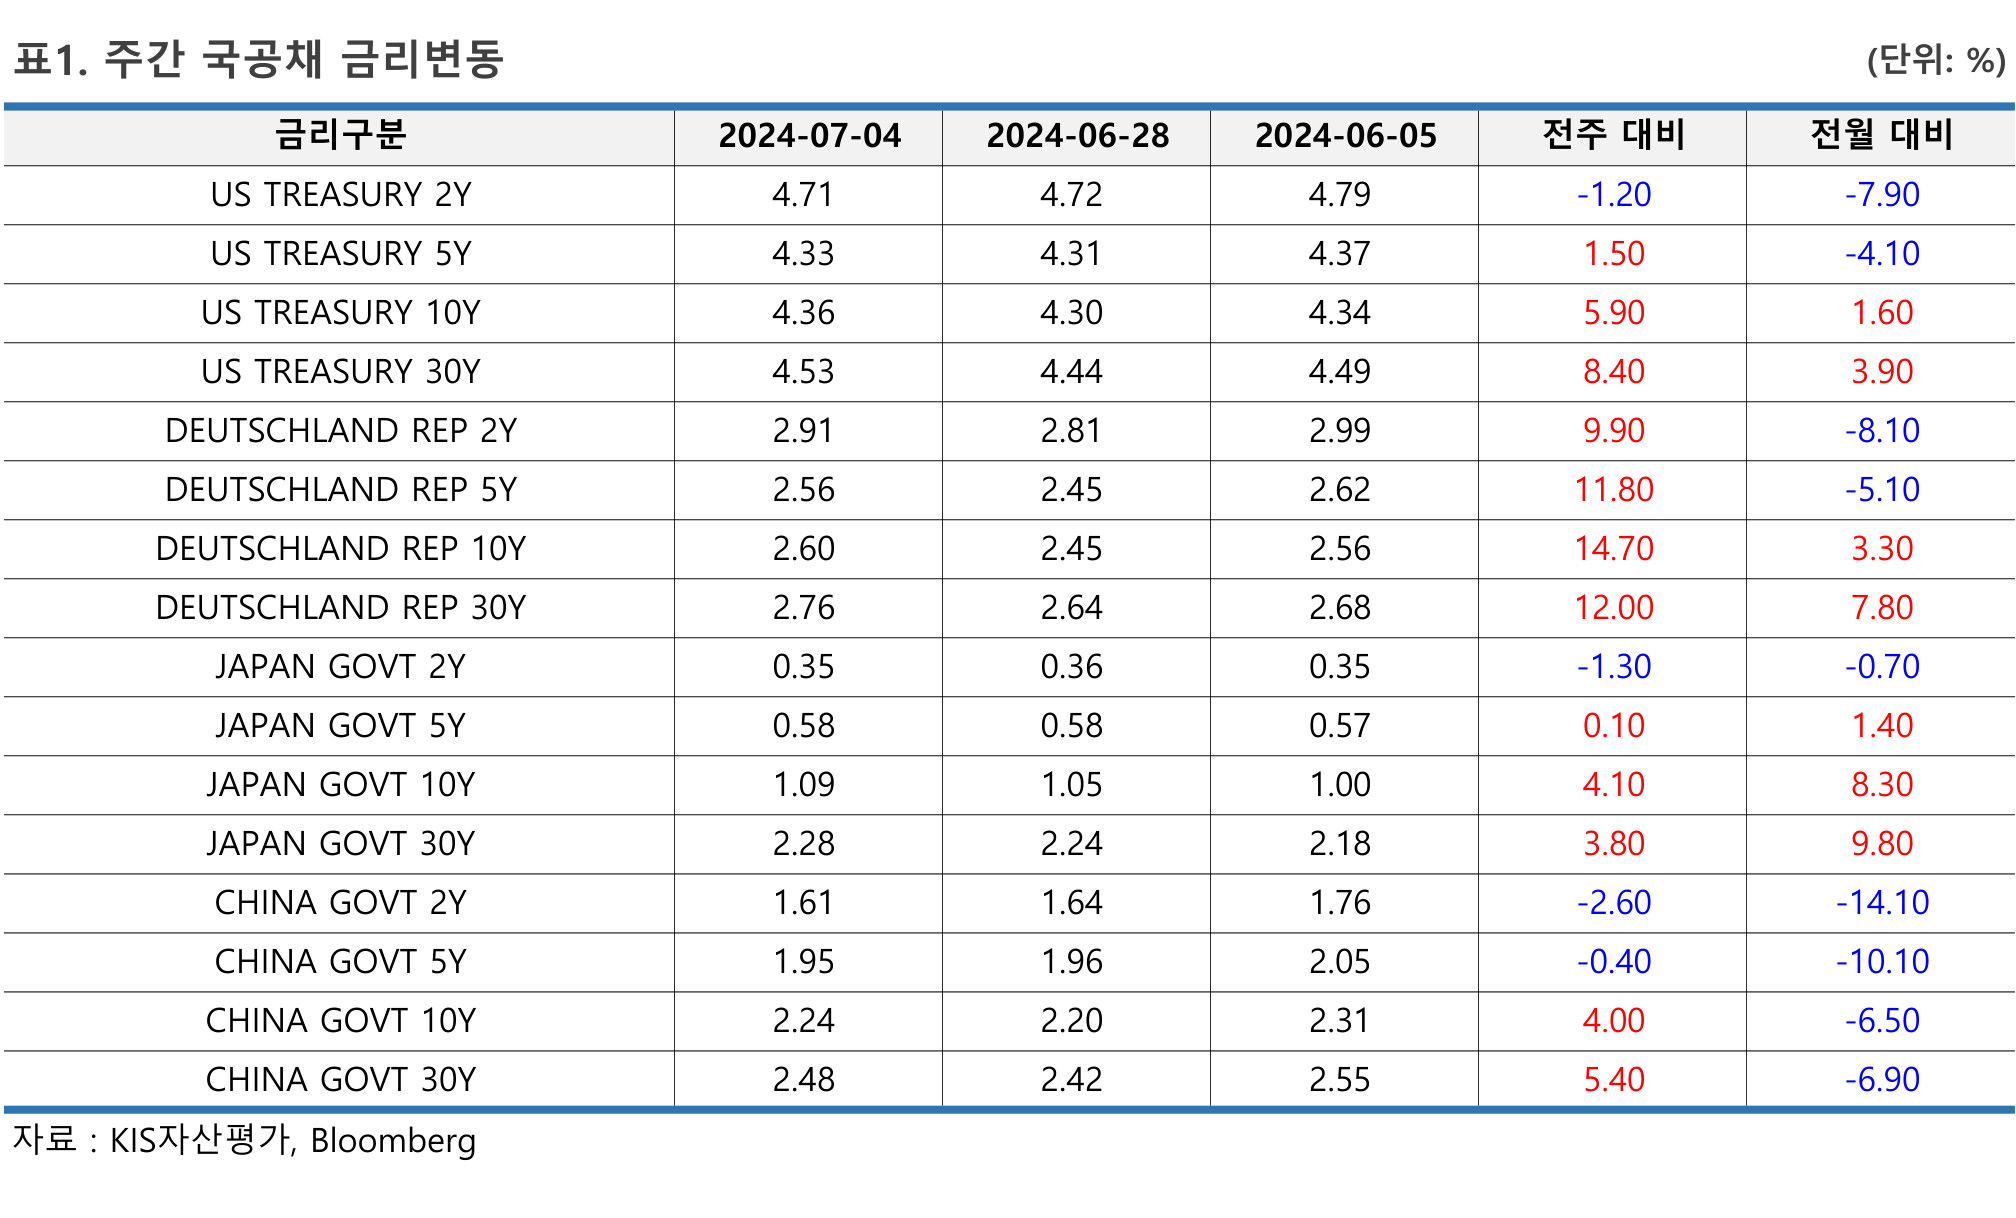 표1. 주간 국공채 금리변동 (단위: %)
금리구분 2024-07-04 2024-06-28 2024-06-05 전주 대비 전월 대비
US TREASURY 2Y 4.71 4.72 4.79 -1.20 -7.90
US TREASURY 5Y 4.33 4.31 4.37 1.50 -4.10
US TREASURY 10Y 4.36 4.30 4.34 5.90 1.60
US TREASURY 30Y 4.53 4.44 4.49 8.40 3.90
DEUTSCHLAND REP 2Y 2.91 2.81 2.99 9.90 -8.10
DEUTSCHLAND REP 5Y 2.56 2.45 2.62 11.80 -5.10
DEUTSCHLAND REP 10Y 2.60 2.45 2.56 14.70 3.30
DEUTSCHLAND REP 30Y 2.76 2.64 2.68 12.00 7.80
JAPAN GOVT 2Y 0.35 0.36 0.35 -1.30 -0.70
JAPAN GOVT 5Y 0.58 0.58 0.57 0.10 1.40
JAPAN GOVT 10Y 1.09 1.05 1.00 4.10 8.30
JAPAN GOVT 30Y 2.28 2.24 2.18 3.80 9.80
CHINA GOVT 2Y 1.61 1.64 1.76 -2.60 -14.10
CHINA GOVT 5Y 1.95 1.96 2.05 -0.40 -10.10
CHINA GOVT 10Y 2.24 2.20 2.31 4.00 -6.50
CHINA GOVT 30Y 2.48 2.42 2.55 5.40 -6.90
자료 : KIS자산평가, Bloomberg